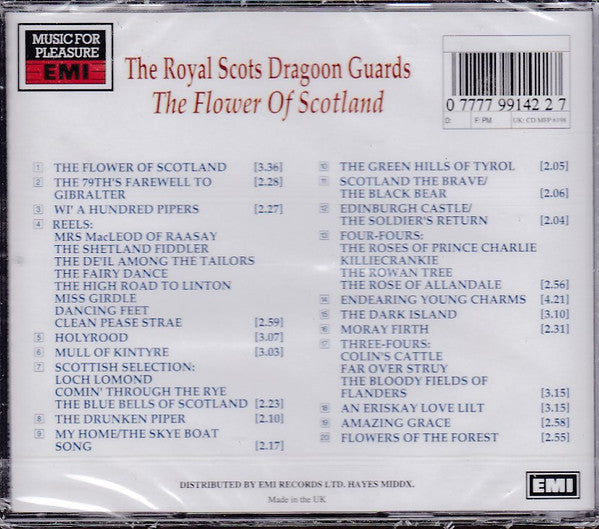 MUSIC FOR
PLEASURE
EMI
The Royal Scots Dragoon Guards
The Flower Of Scotland
0 7777 99142 2 7
D: F: PM UK: CD MFP 6198
1 THE FLOWER OF SCOTLAND [3.36]
2 THE 79TH'S FAREWELL TO [2.28]
GIBRALTER
3 WI' A HUNDRED PIPERS [2.27]
4 REELS:
MRS MacLEOD OF RAASAY
THE SHETLAND FIDDLER
THE DE'IL AMONG THE TAILORS
THE FAIRY DANCE
THE HIGH ROAD TO LINTON
MISS GIRDLE
DANCING FEET
CLEAN PEASE STRAE [2.59]
5 HOLYROOD [3.07]
6 MULL OF KINTYRE [3.03]
7 SCOTTISH SELECTION:
LOCH LOMOND
COMIN' THROUGH THE RYE
THE BLUE BELLS OF SCOTLAND [2.23]
8 THE DRUNKEN PIPER [2.10]
9 MY HOME/THE SKYE BOAT
SONG [2.17]
10 THE GREEN HILLS OF TYROL [2.05]
11 SCOTLAND THE BRAVE/
THE BLACK BEAR [2.06]
12 EDINBURGH CASTLE/
THE SOLDIER'S RETURN [2.04]
13 FOUR-FOURS:
THE ROSES OF PRINCE CHARLIE
KILLIECRANKIE
THE ROWAN TREE
THE ROSE OF ALLANDALE [2.56]
14 ENDEARING YOUNG CHARMS [4.21]
15 THE DARK ISLAND [3.10]
16 MORAY FIRTH [2.31]
17 THREE-FOURS:
COLIN'S CATTLE
FAR OVER STRUY
THE BLOODY FIELDS OF
FLANDERS [3.15]
18 AN ERISKAY LOVE LILT [3.15]
19 AMAZING GRACE [2.58]
20 FLOWERS OF THE FOREST [2.55]
DISTRIBUTED BY EMI RECORDS LTD. HAYES MIDDX.
Made in the UK
EMI